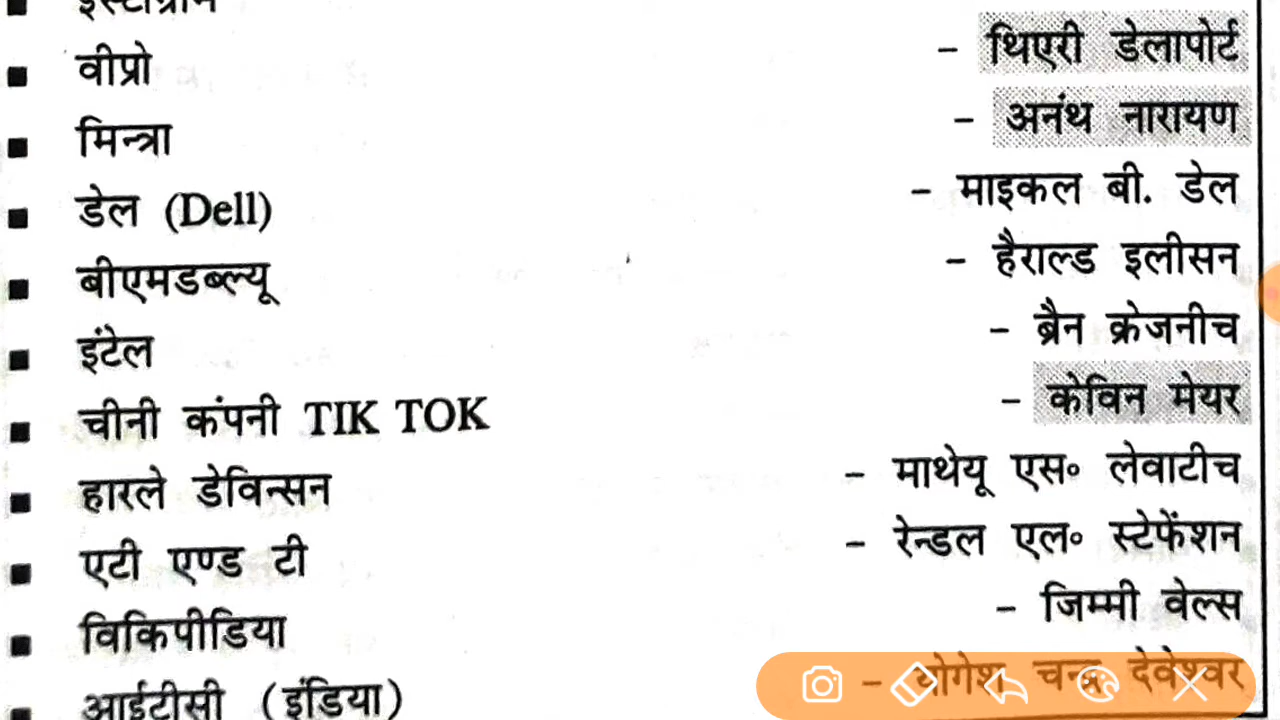 इंस्टाग्राम
वीप्रो - थिएरी डेलापोर्ट
मिन्त्रा - अनंथ नारायण
डेल (Dell) - माइकल बी. डेल
बीएमडब्ल्यू - हैराल्ड इलीसन
इंटेल - ब्रैन क्रेजनीच
चीनी कंपनी TIK TOK - केविन मेयर
हारले डेविन्सन - माथेयू एस॰ लेवाटीच
एटी एण्ड टी - रेन्डल एल॰ स्टेफेंशन
विकिपीडिया - जिम्मी वेल्स
आईटीसी (इंडिया) - योगेश चन्द्र देवेश्वर